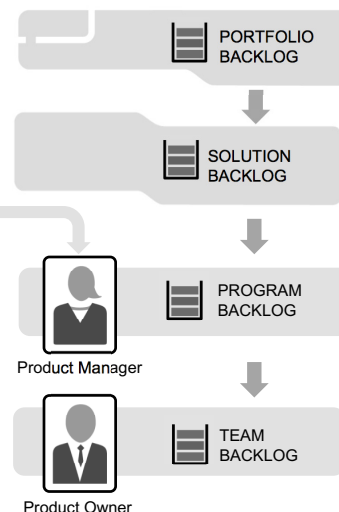 PORTFOLIO
BACKLOG
SOLUTION
BACKLOG
PROGRAM
BACKLOG
Product Manager
TEAM
BACKLOG
Product Owner